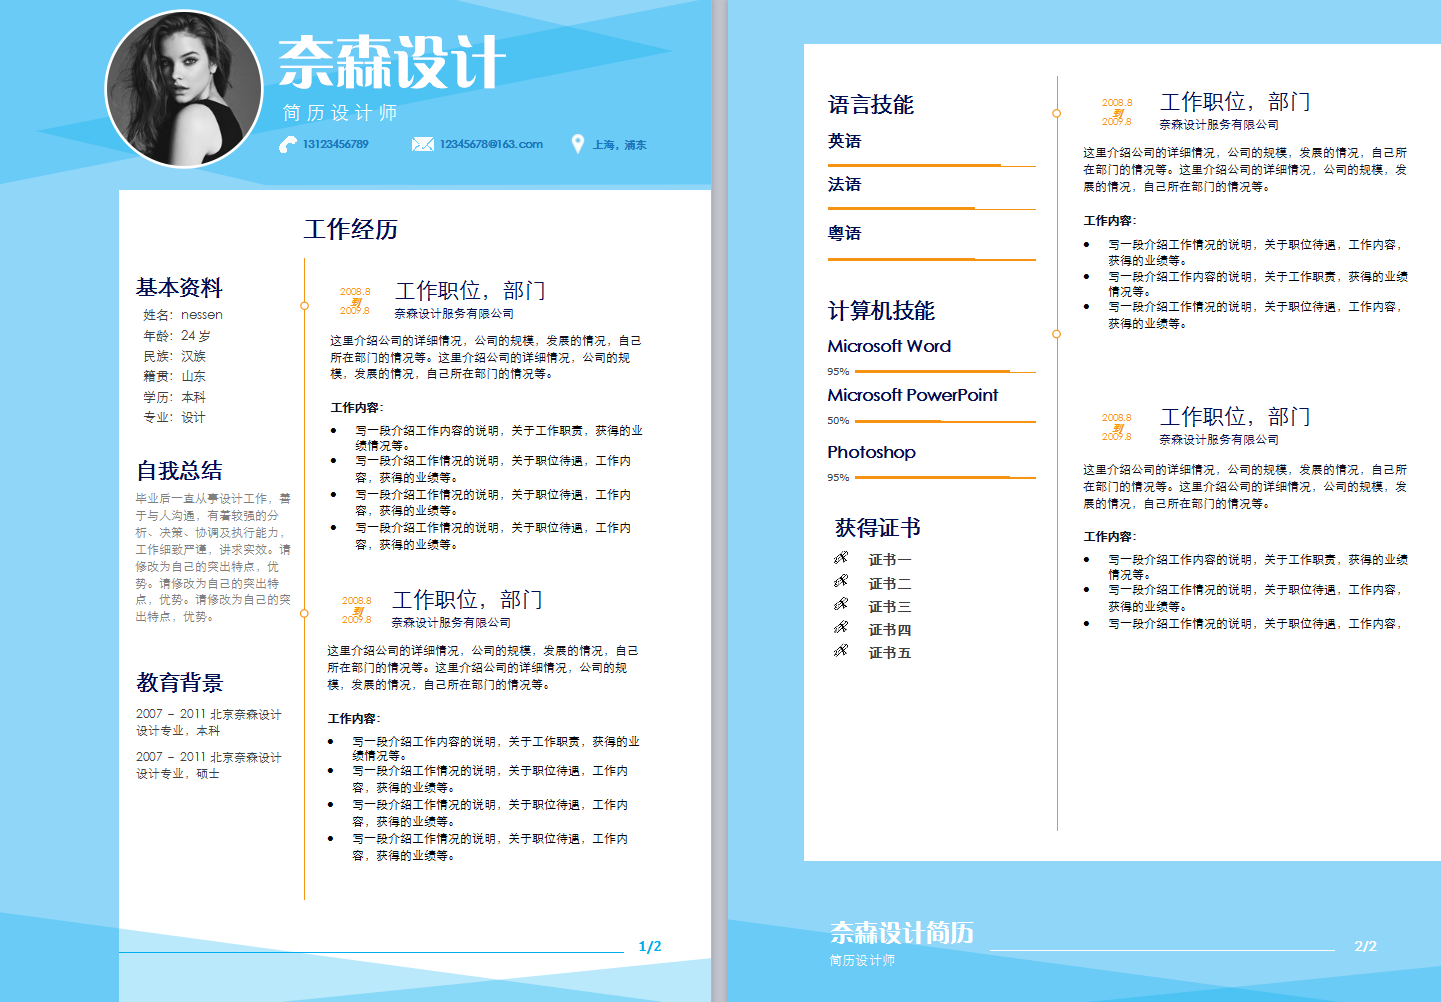 奈森设计
简历设计师
13123456789
12345678@163.com
上海，浦东
基本资料
姓名：nessen
年龄：24 岁
民族：汉族
籍贯：山东
学历：本科
专业：设计
自我总结
毕业后一直从事设计工作，善
于与人沟通，有着较强的分
析、决策、协调及执行能力，
工作细致严谨，讲求实效。请
修改为自己的突出特点，优
势。请修改为自己的突出特
点，优势。请修改为自己的突
出特点，优势。
教育背景
2007 – 2011 北京奈森设计
设计专业，本科
2007 – 2011 北京奈森设计
设计专业，硕士
工作经历
2008.8
到
2009.8
工作职位，部门
奈森设计服务有限公司
这里介绍公司的详细情况，公司的规模，发展的情况，自己
所在部门的情况等。这里介绍公司的详细情况，公司的规
模，发展的情况，自己所在部门的情况等。
工作内容：
● 写一段介绍工作内容的说明，关于工作职责，获得的业
绩情况等。
● 写一段介绍工作情况的说明，关于职位待遇，工作内
容，获得的业绩等。
● 写一段介绍工作情况的说明，关于职位待遇，工作内
容，获得的业绩等。
● 写一段介绍工作情况的说明，关于职位待遇，工作内
容，获得的业绩等。
2008.8
到
2009.8
工作职位，部门
奈森设计服务有限公司
这里介绍公司的详细情况，公司的规模，发展的情况，自己
所在部门的情况等。这里介绍公司的详细情况，公司的规
模，发展的情况，自己所在部门的情况等。
工作内容：
● 写一段介绍工作内容的说明，关于工作职责，获得的业
绩情况等。
● 写一段介绍工作情况的说明，关于职位待遇，工作内
容，获得的业绩等。
● 写一段介绍工作情况的说明，关于职位待遇，工作内
容，获得的业绩等。
● 写一段介绍工作情况的说明，关于职位待遇，工作内
容，获得的业绩等。
1/2
语言技能
英语
法语
粤语
计算机技能
Microsoft Word
95%
Microsoft PowerPoint
50%
Photoshop
95%
获得证书
证书一
证书二
证书三
证书四
证书五
2008.8
到
2009.8
工作职位，部门
奈森设计服务有限公司
这里介绍公司的详细情况，公司的规模，发展的情况，自己所
在部门的情况等。这里介绍公司的详细情况，公司的规模，发
展的情况，自己所在部门的情况等。
工作内容：
● 写一段介绍工作情况的说明，关于职位待遇，工作内容，
获得的业绩等。
● 写一段介绍工作内容的说明，关于工作职责，获得的业绩
情况等。
● 写一段介绍工作情况的说明，关于职位待遇，工作内容，
获得的业绩等。
2008.8
到
2009.8
工作职位，部门
奈森设计服务有限公司
这里介绍公司的详细情况，公司的规模，发展的情况，自己所
在部门的情况等。这里介绍公司的详细情况，公司的规模，发
展的情况，自己所在部门的情况等。
工作内容：
● 写一段介绍工作内容的说明，关于工作职责，获得的业绩
情况等。
● 写一段介绍工作情况的说明，关于职位待遇，工作内容，
获得的业绩等。
● 写一段介绍工作情况的说明，关于职位待遇，工作内容，
奈森设计简历
简历设计师
2/2